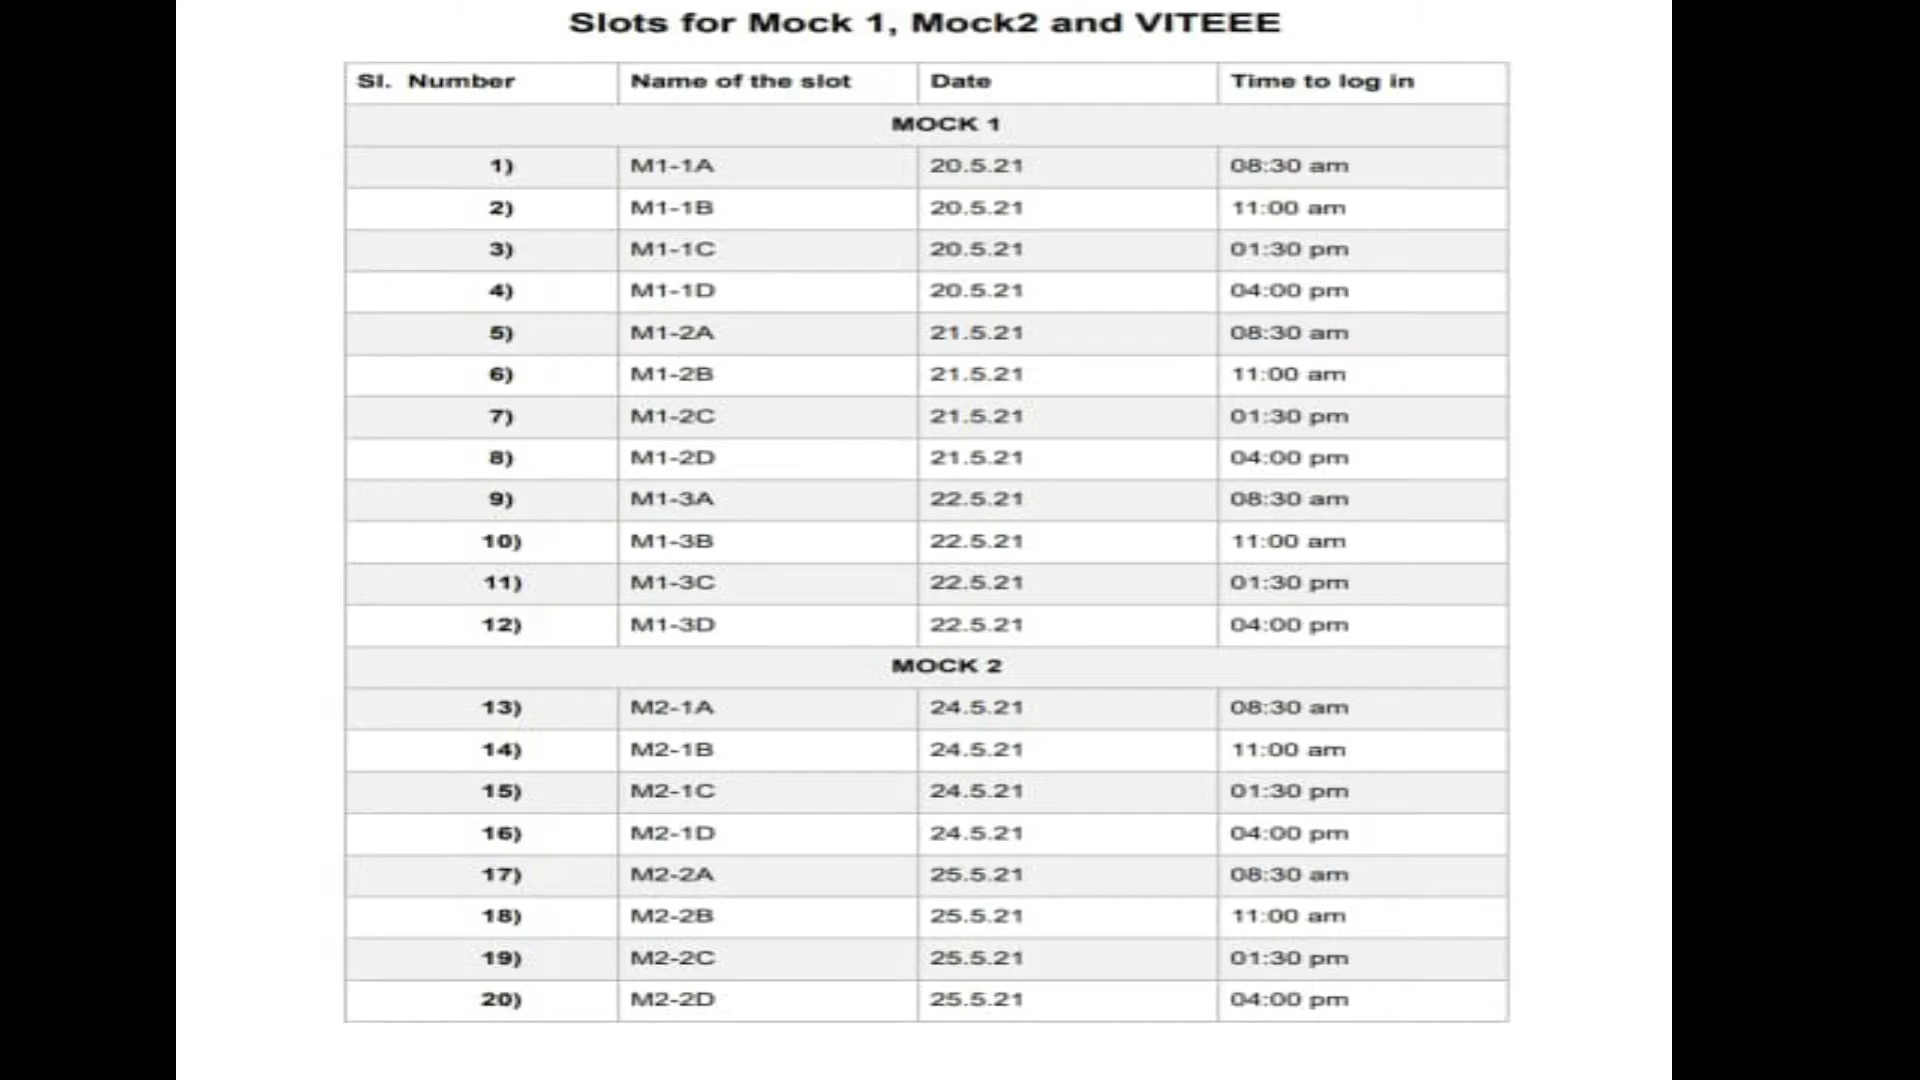 Slots for Mock 1, Mock2 and VITEEE
Sl. Number Name of the slot Date Time to log in
MOCK 1
1) M1-1A 20.5.21 08:30 am
2) M1-1B 20.5.21 11:00 am
3) M1-1C 20.5.21 01:30 pm
4) M1-1D 20.5.21 04:00 pm
5) M1-2A 21.5.21 08:30 am
6) M1-2B 21.5.21 11:00 am
7) M1-2C 21.5.21 01:30 pm
8) M1-2D 21.5.21 04:00 pm
9) M1-3A 22.5.21 08:30 am
10) M1-3B 22.5.21 11:00 am
11) M1-3C 22.5.21 01:30 pm
12) M1-3D 22.5.21 04:00 pm
MOCK 2
13) M2-1A 24.5.21 08:30 am
14) M2-1B 24.5.21 11:00 am
15) M2-1C 24.5.21 01:30 pm
16) M2-1D 24.5.21 04:00 pm
17) M2-2A 25.5.21 08:30 am
18) M2-2B 25.5.21 11:00 am
19) M2-2C 25.5.21 01:30 pm
20) M2-2D 25.5.21 04:00 pm